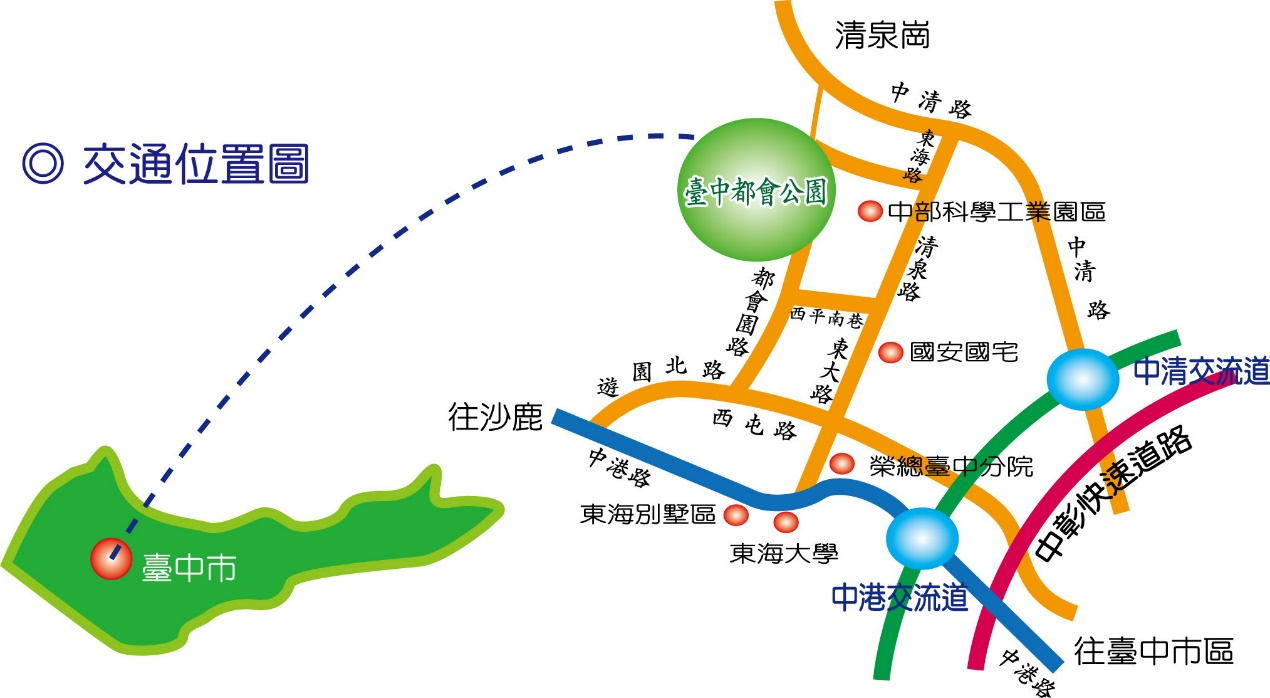 清泉崗
中清路
◎ 交通位置圖
東海路
臺中都會公園
中部科學工業園區
清泉路
中清路
都會園路
西平南巷
東大路
國安國宅
中清交流道
遊園北路
往沙鹿
西屯路
中港路
榮總臺中分院
中彰快速道路
東海別墅區
東海大學
臺中市
中港交流道
往臺中市區
中港路